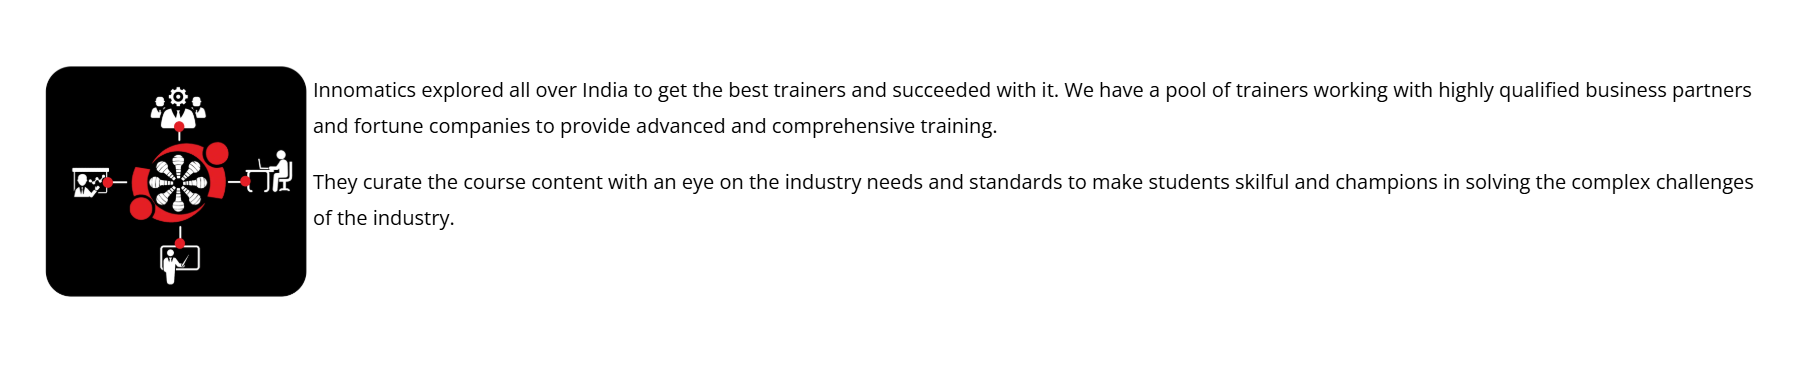 Innomatics explored all over India to get the best trainers and succeeded with it. We have a pool of trainers working with highly qualified business partners
and fortune companies to provide advanced and comprehensive training.
They curate the course content with an eye on the industry needs and standards to make students skilful and champions in solving the complex challenges
of the industry.